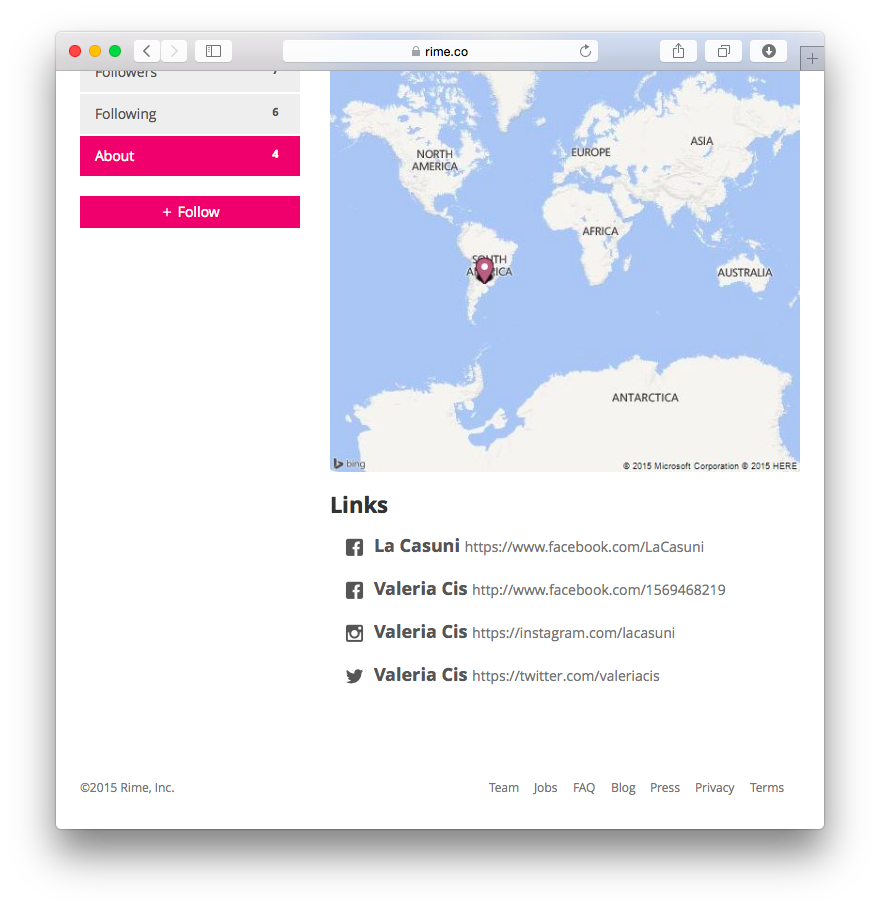 rime.co
Followers 7
Following 6
About 4
+ Follow
NORTH
AMERICA
EUROPE
ASIA
AFRICA
SOUTH
AMERICA
AUSTRALIA
ANTARCTICA
bing
© 2015 Microsoft Corporation © 2015 HERE
Links
La Casuni https://www.facebook.com/LaCasuni
Valeria Cis http://www.facebook.com/1569468219
Valeria Cis https://instagram.com/lacasuni
Valeria Cis https://twitter.com/valeriacis
©2015 Rime, Inc. Team Jobs FAQ Blog Press Privacy Terms